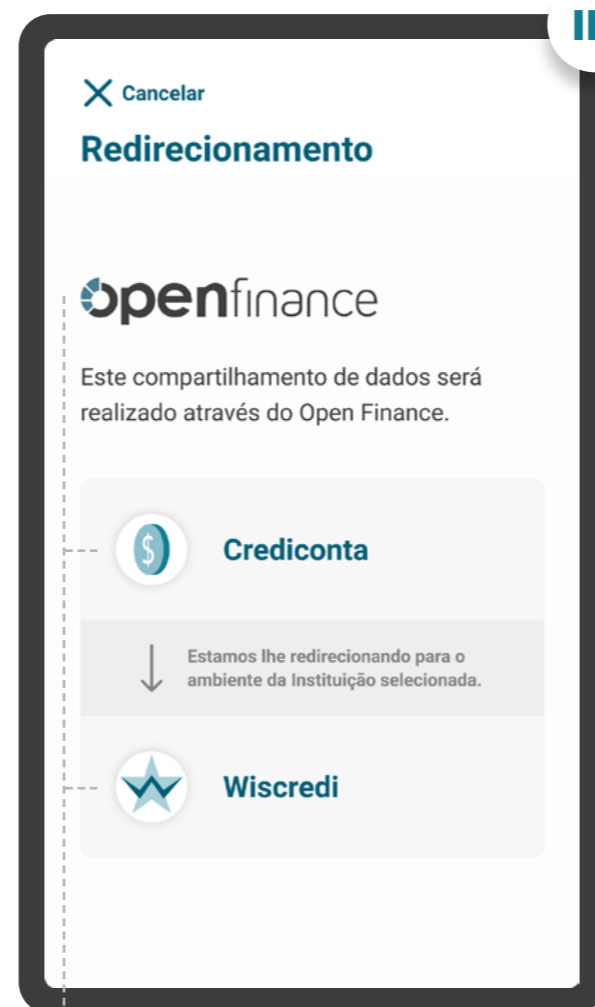 Cancelar
Redirecionamento
openfinance
Este compartilhamento de dados será
realizado através do Open Finance.
$
Crediconta
Estamos lhe redirecionando para o
ambiente da Instituição selecionada.
Wiscredi